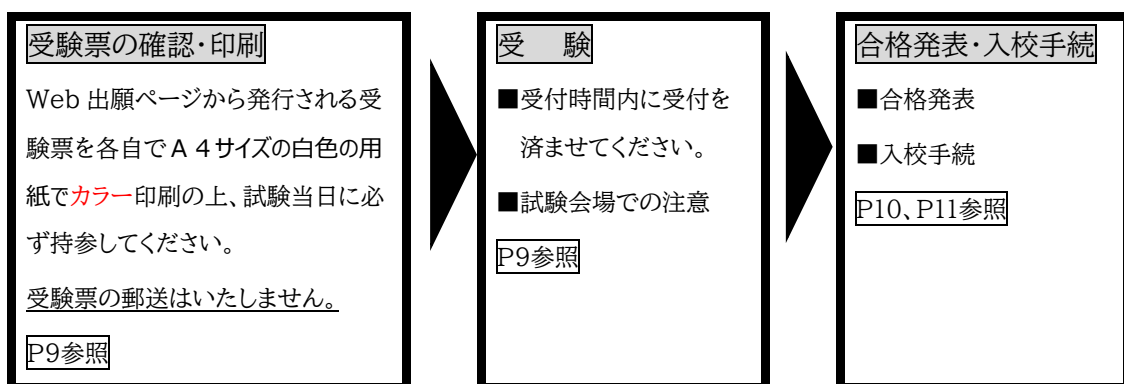 受験票の確認・印刷
Web 出願ページから発行される受
験票を各自でA 4サイズの白色の用
紙でカラー印刷の上、試験当日に必
ず持参してください。
受験票の郵送はいたしません。
P9参照
受　験
■受付時間内に受付を
済ませてください。
■試験会場での注意
P9参照
合格発表・入校手続
■合格発表
■入校手続
P10、P11参照